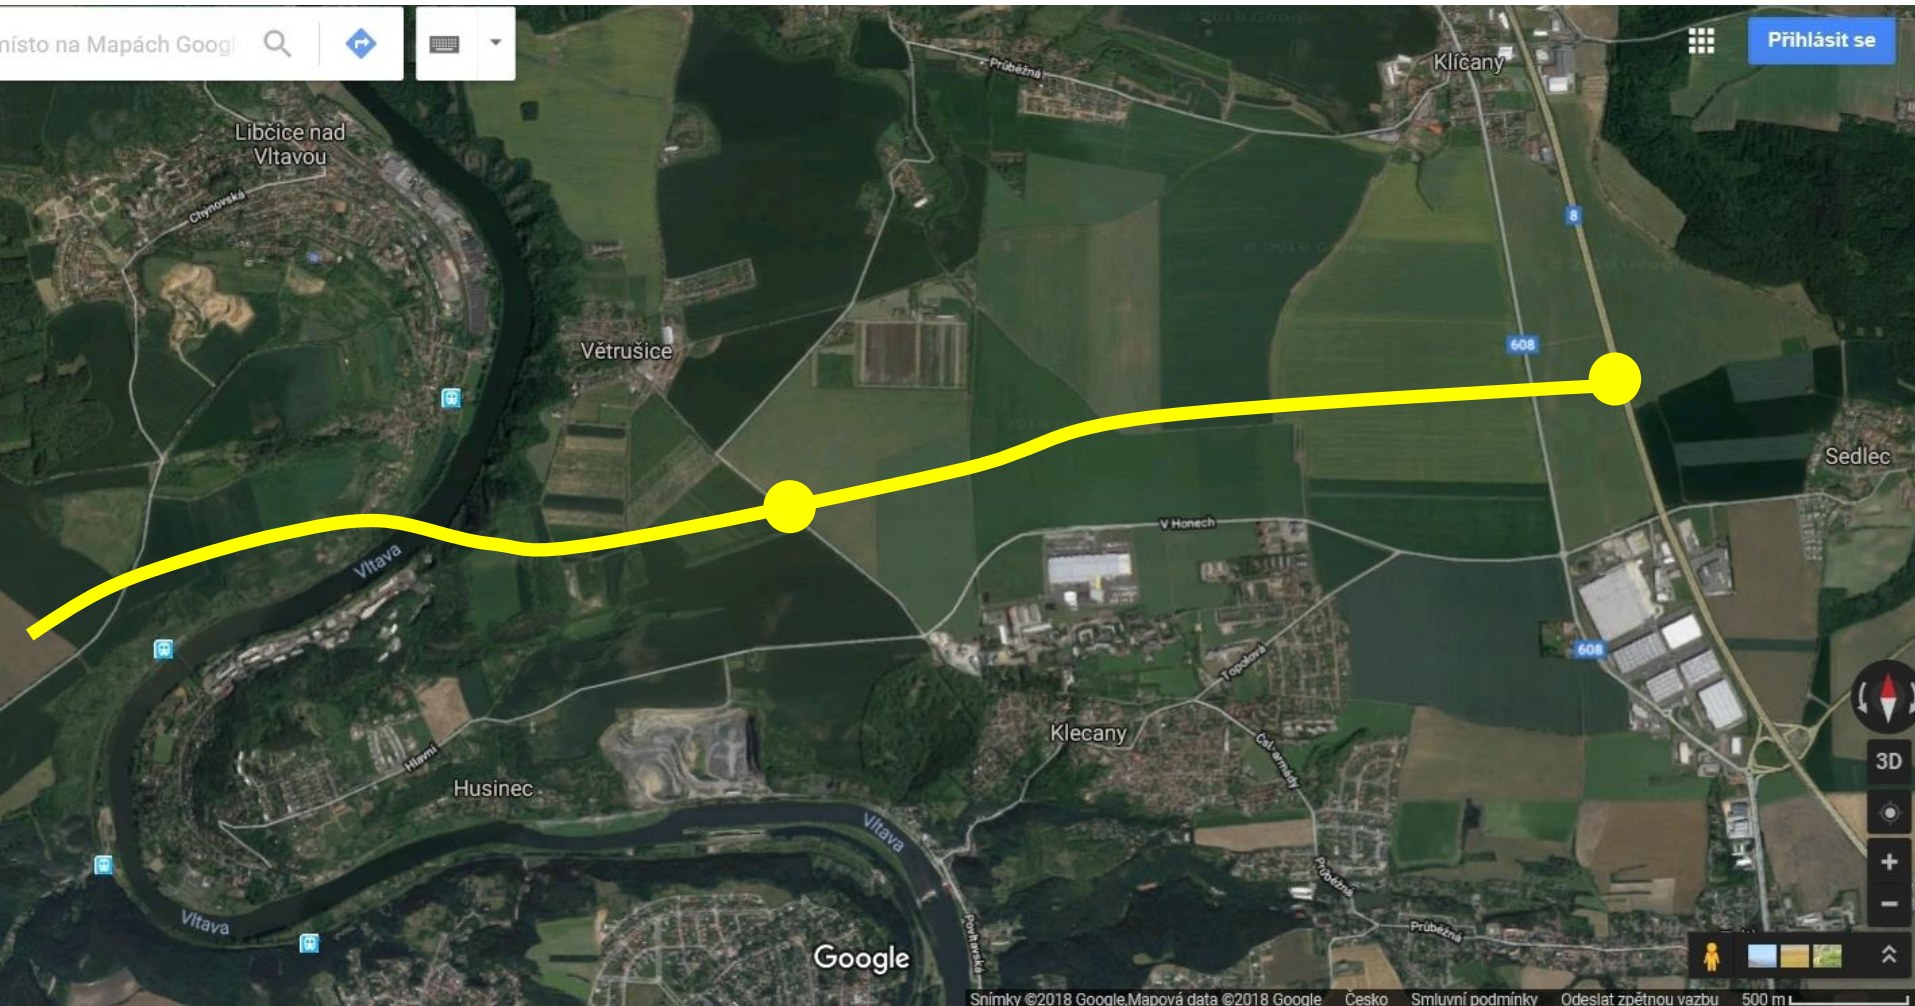 místo na Mapách Googl
Přihlásit se
Průběžná
Klíčany
Libčice nad
Vltavou
Chýnovská
8
Větrušice
608
Sedlec
V Honech
Vltava
608
Topolová
Klecany
Hlavní
Čsl. armády
3D
Husinec
Vltava
Průběžná
Vltava
Povltavská
Průběžná
Google
Snímky ©2018 Google,Mapová data ©2018 Google Česko Smluvní podmínky Odeslat zpětnou vazbu 500 m